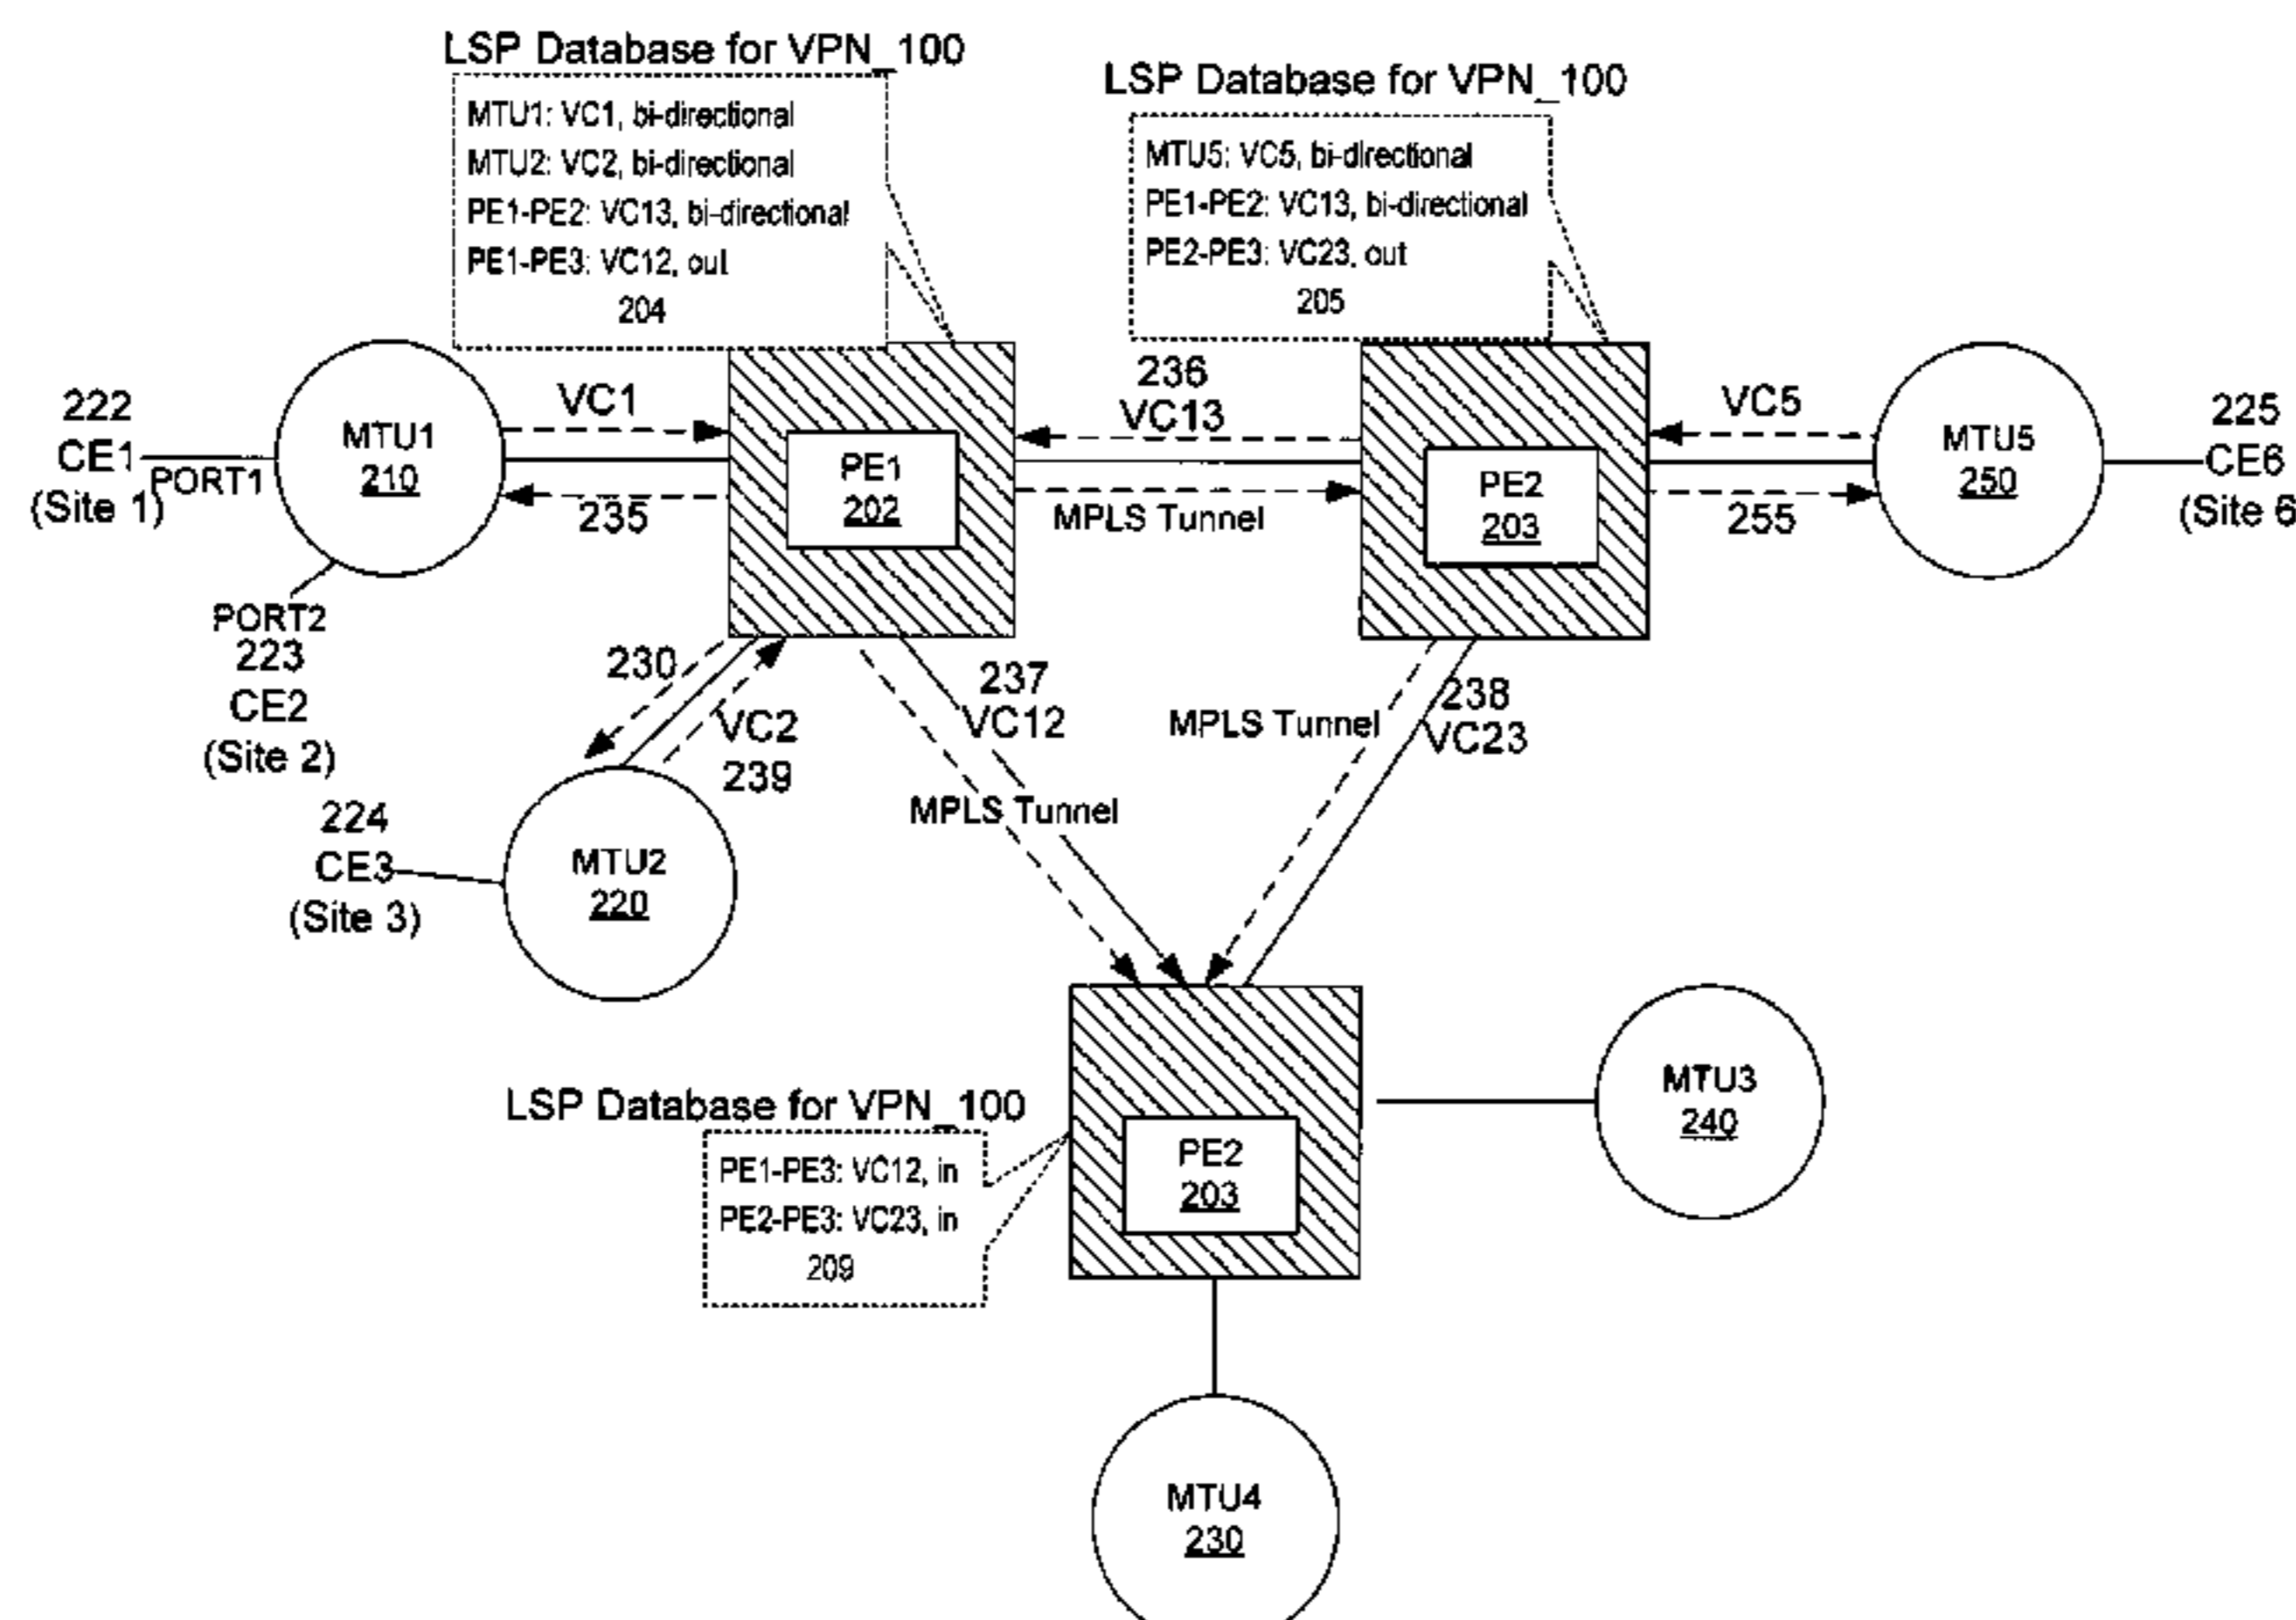 LSP Database for VPN_100
MTU1: VC1, bi-directional
MTU2: VC2, bi-directional
PE1-PE2: VC13, bi-directional
PE1-PE3: VC12, out
204
LSP Database for VPN_100
MTU5: VC5, bi-directional
PE1-PE2: VC13, bi-directional
PE2-PE3: VC23, out
205
222
CE1
(Site 1)
PORT1
MTU1
210
VC1
235
PE1
202
236
VC13
MPLS Tunnel
PE2
203
VC5
255
MTU5
250
225
CE6
(Site 6
PORT2
223
CE2
(Site 2)
230
VC2
239
237
VC12
MPLS Tunnel
MPLS Tunnel
238
VC23
224
CE3
(Site 3)
MTU2
220
LSP Database for VPN_100
PE1-PE3: VC12, in
PE2-PE3: VC23, in
209
PE2
203
MTU3
240
MTU4
230